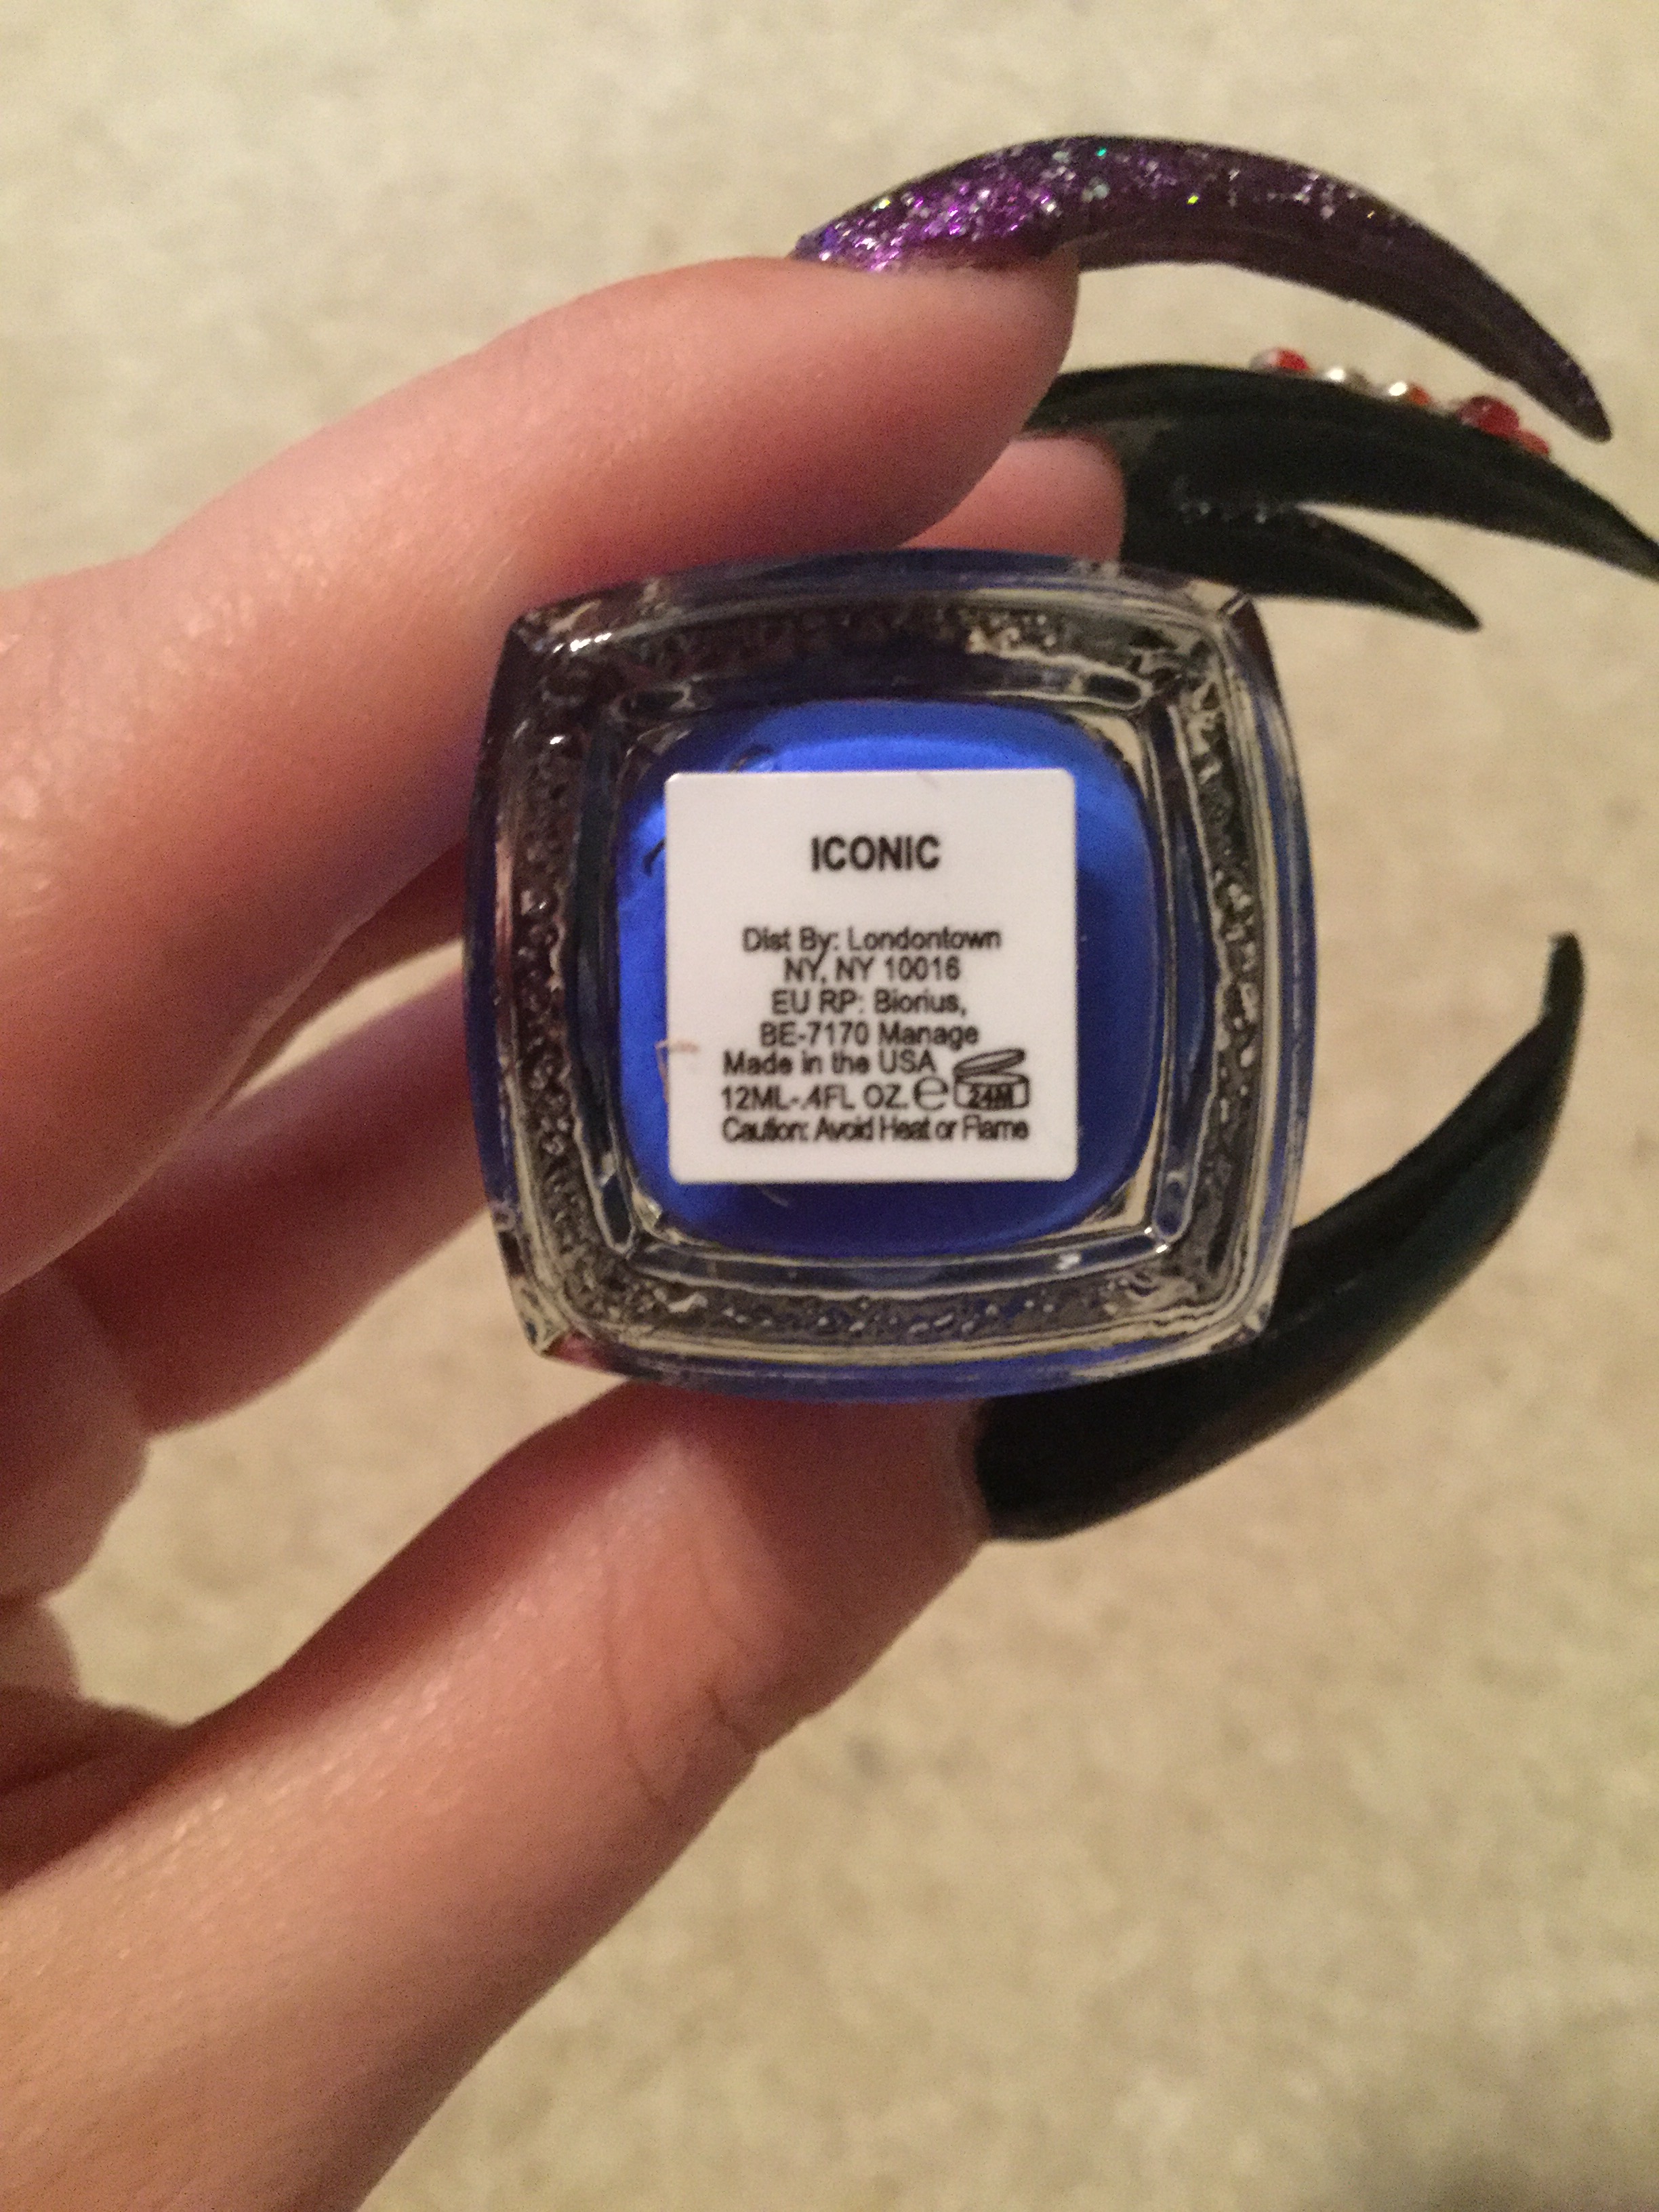 ICONIC
Dist By: Londontown
NY, NY 10016
EU RP: Biorius,
BE-7170 Manage
Made in the USA
12ML-.4FL OZ. e 24M
Caution: Avoid Heat or Flame